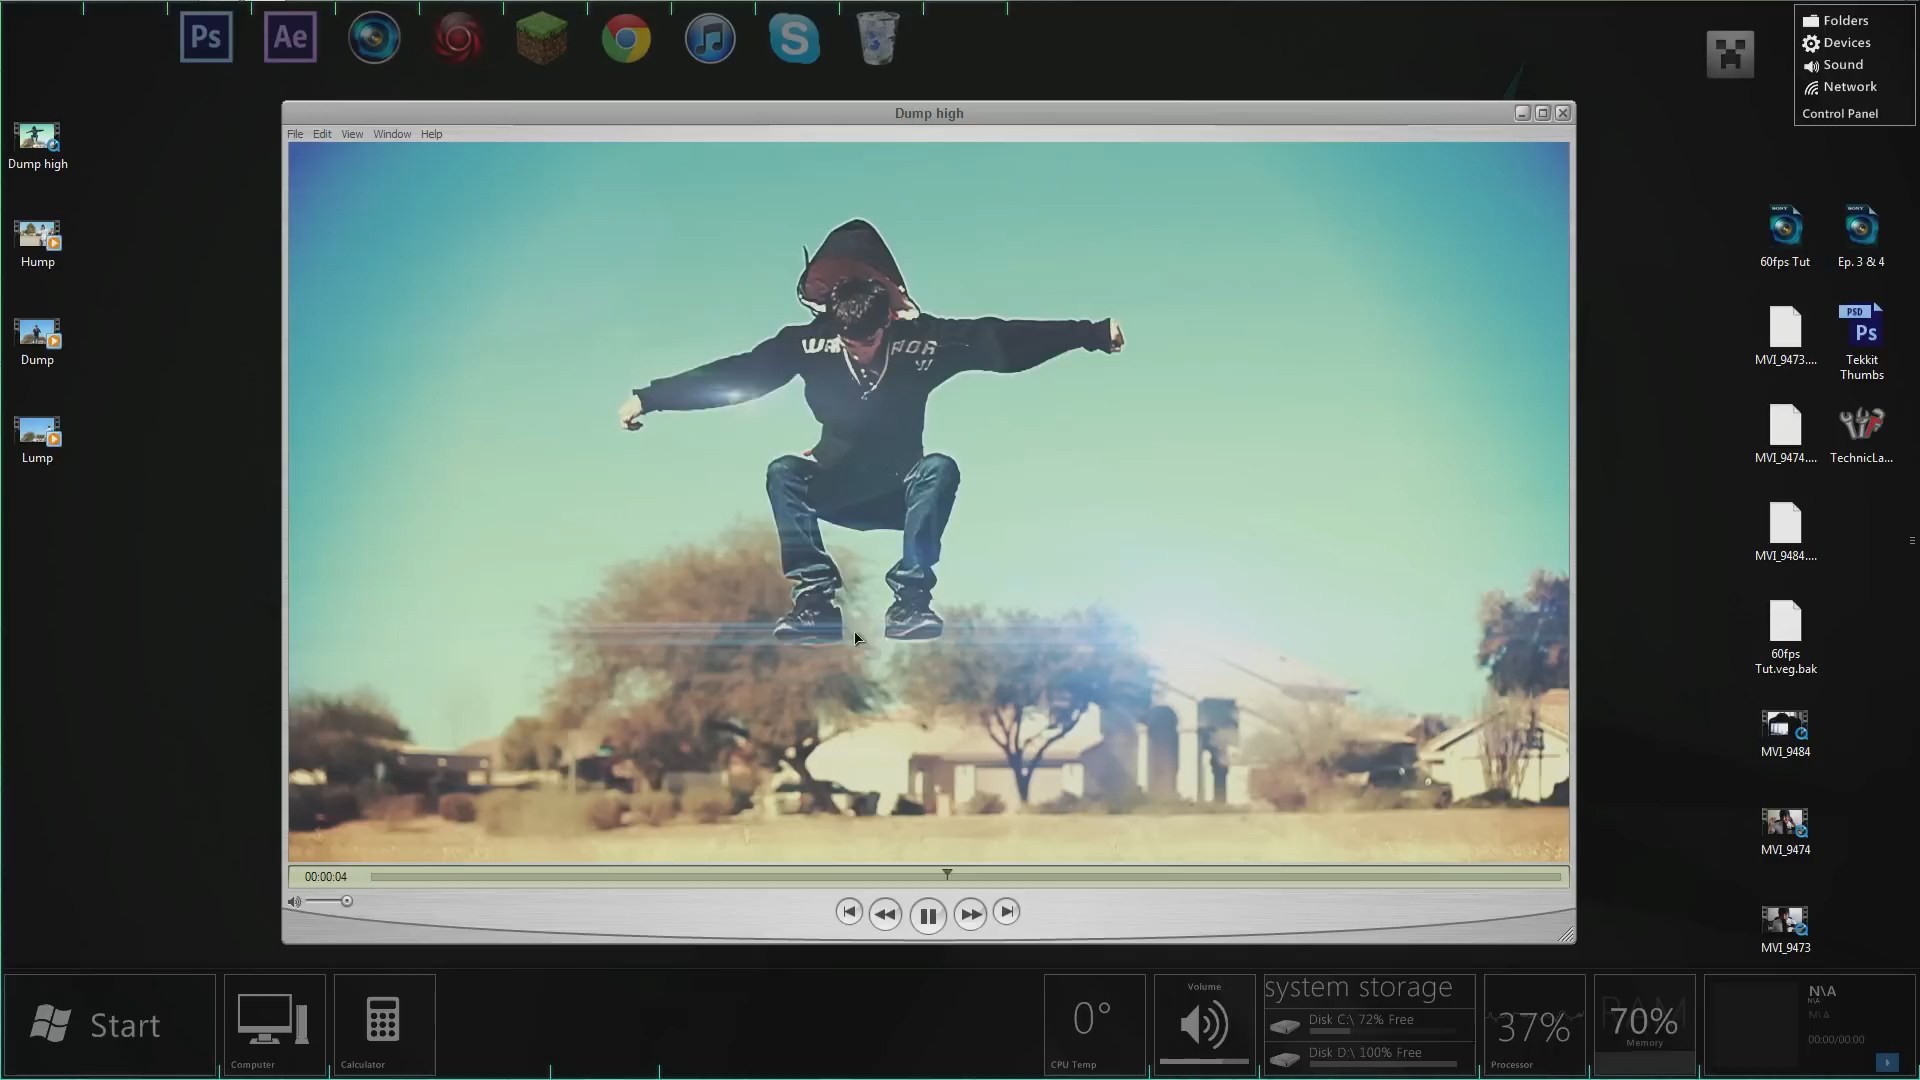 Ps
Ae
S
Folders
Devices
Sound
Network
Control Panel
Dump high
File Edit View Window Help
Dump high
Hump
Dump
Lump
SONY
60fps Tut
SONY
Ep. 3 & 4
MVI_9473....
PSD
Ps
Tekkit
Thumbs
MVI_9474....
TechnicLa...
MVI_9484....
60fps
Tut.veg.bak
MVI_9484
MVI_9474
MVI_9473
00:00:04
Start
Computer
Calculator
0°
CPU Temp
Volume
system storage
Disk C:\ 72% Free
Disk D:\ 100% Free
37%
Processor
RAM
70%
Memory
N\A
N\A
N\A
00:00/00:00